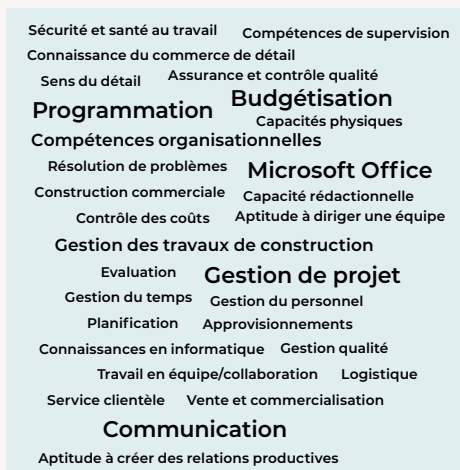 Sécurité et santé au travail
Compétences de supervision
Connaissance du commerce de détail
Sens du détail
Assurance et contrôle qualité
Programmation
Budgétisation
Capacités physiques
Compétences organisationnelles
Résolution de problèmes
Microsoft Office
Construction commerciale
Capacité rédactionnelle
Contrôle des coûts
Aptitude à diriger une équipe
Gestion des travaux de construction
Evaluation
Gestion de projet
Gestion du temps
Gestion du personnel
Planification
Approvisionnements
Connaissances en informatique
Gestion qualité
Travail en équipe/collaboration
Logistique
Service clientèle
Vente et commercialisation
Communication
Aptitude à créer des relations productives